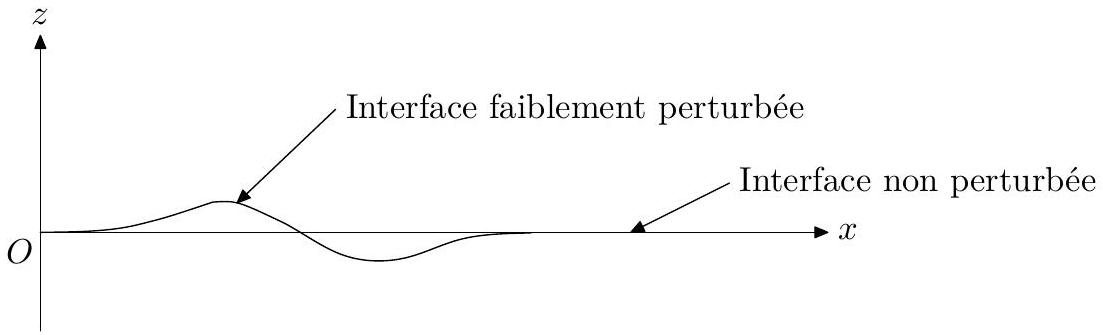 z
Interface faiblement perturbée
Interface non perturbée
x
O